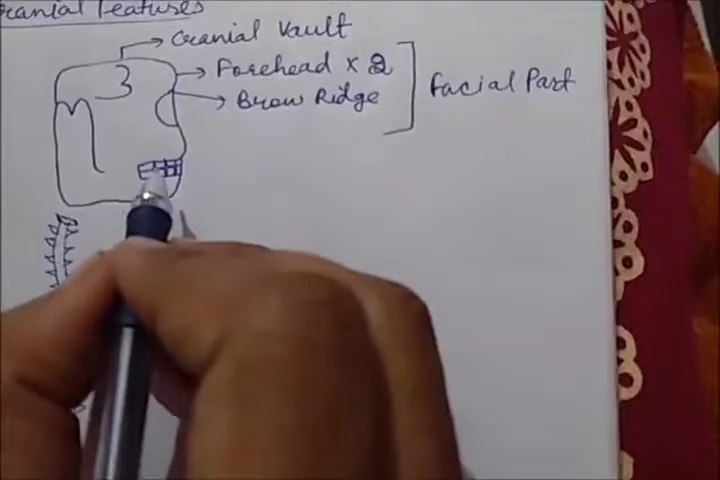 Cranial Features
Cranial Vault
Forehead x 2
Brow Ridge
Facial Part